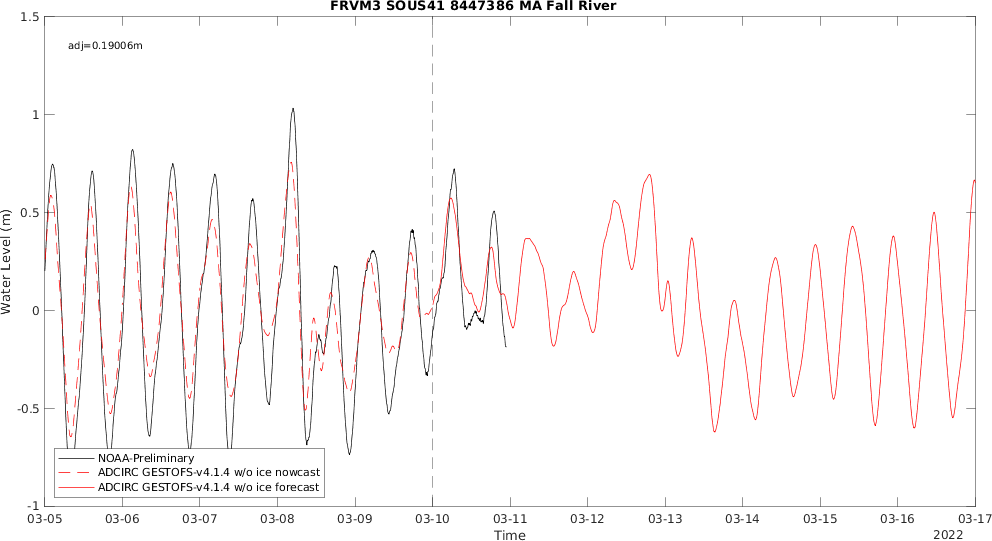 FRVM3 SOUS41 8447386 MA Fall River
adj=0.19006m
Water Level (m)
1.5
1
0.5
0
-0.5
-1
NOAA-Preliminary
ADCIRC GESTOFS-v4.1.4 w/o ice nowcast
ADCIRC GESTOFS-v4.1.4 w/o ice forecast
03-05 03-06 03-07 03-08 03-09 03-10 03-11 03-12 03-13 03-14 03-15 03-16 03-17
Time
2022